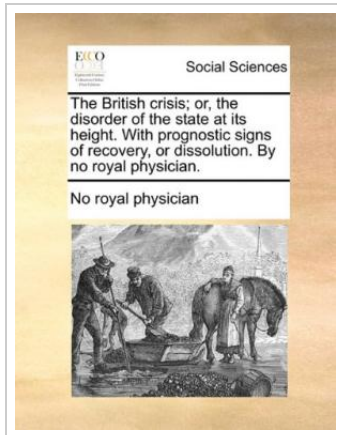 ECCO
Social Sciences
The British crisis; or, the
disorder of the state at its
height. With prognostic signs
of recovery, or dissolution. By
no royal physician.
No royal physician